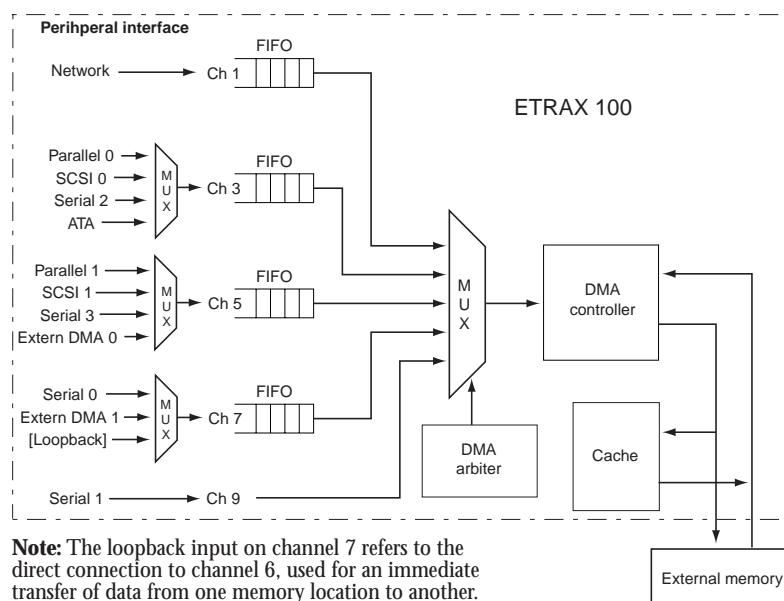 Perihperal interface
FIFO
Network
Ch 1
ETRAX 100
Parallel 0
SCSI 0
Serial 2
ATA
MUX
Ch 3
FIFO
Parallel 1
SCSI 1
Serial 3
Extern DMA 0
MUX
Ch 5
FIFO
Serial 0
Extern DMA 1
[Loopback]
MUX
Ch 7
FIFO
Serial 1
Ch 9
MUX
DMA
arbiter
DMA
controller
Cache
External memory
Note: The loopback input on channel 7 refers to the
direct connection to channel 6, used for an immediate
transfer of data from one memory location to another.